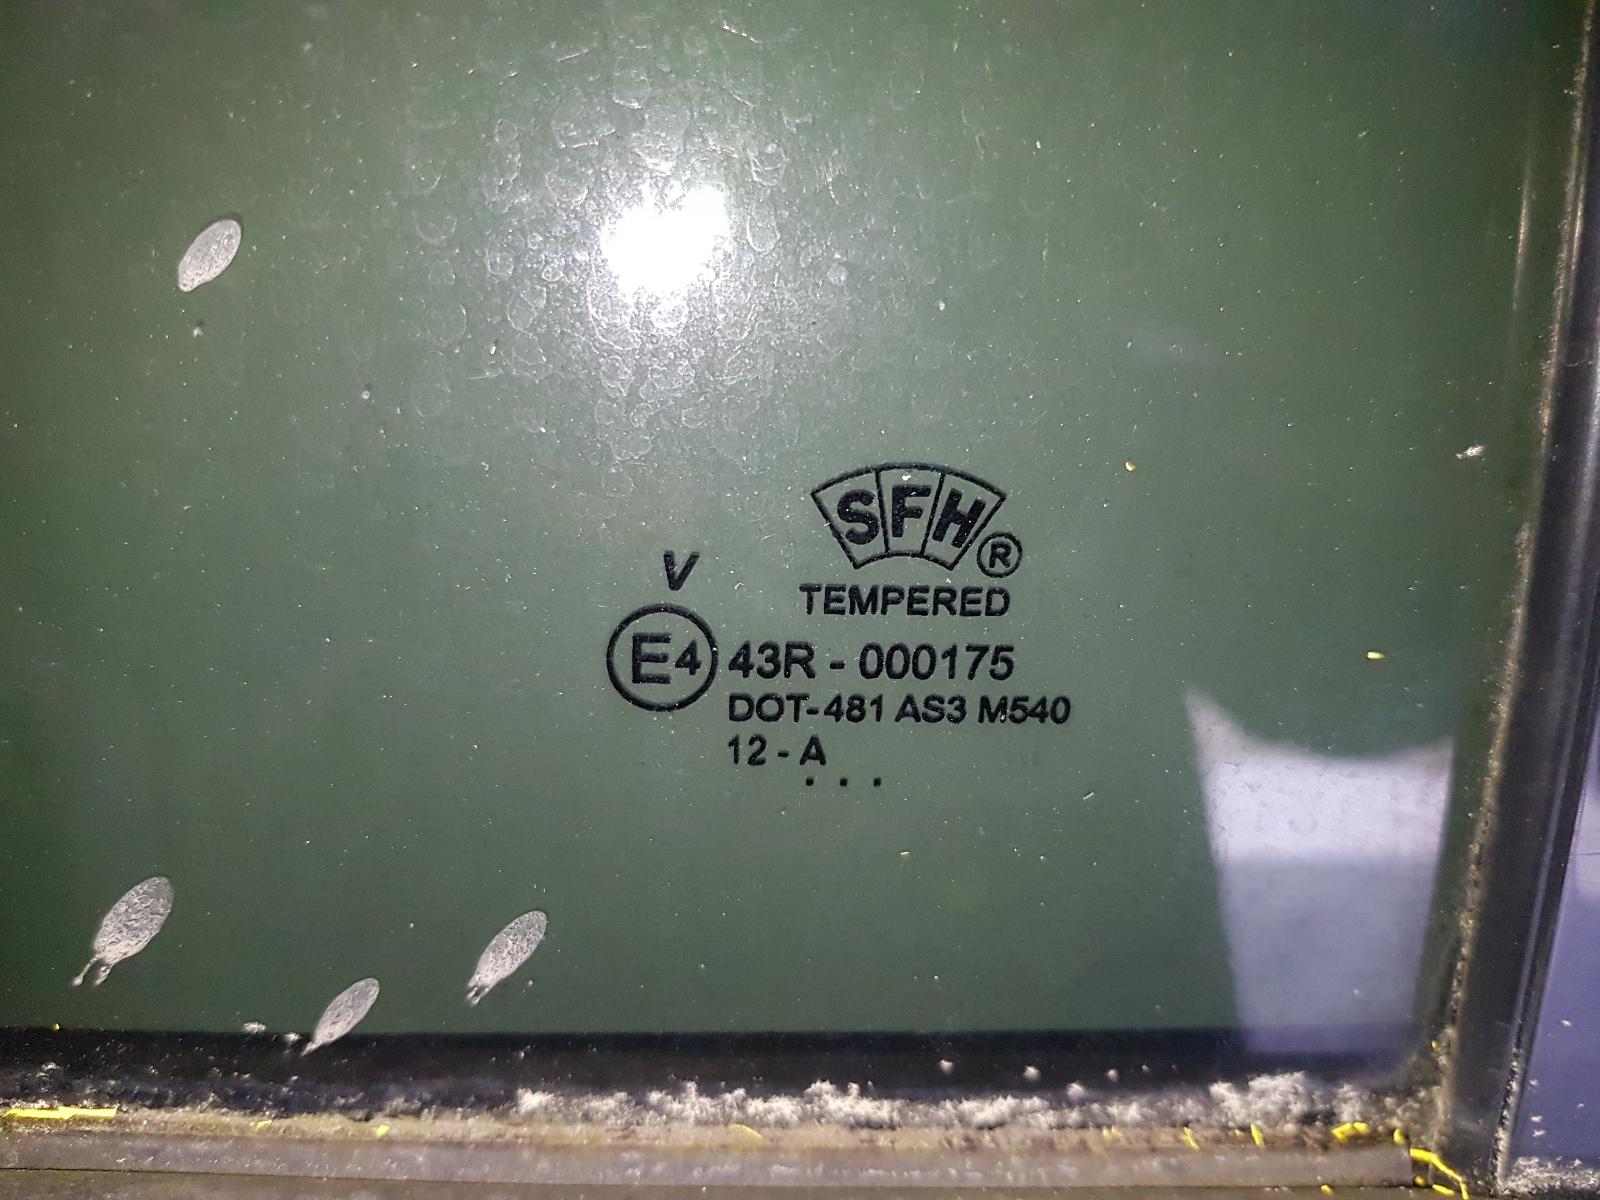 SFH ®
TEMPERED
V
E4 43R - 000175
DOT-481 AS3 M540
12 - A
. . .